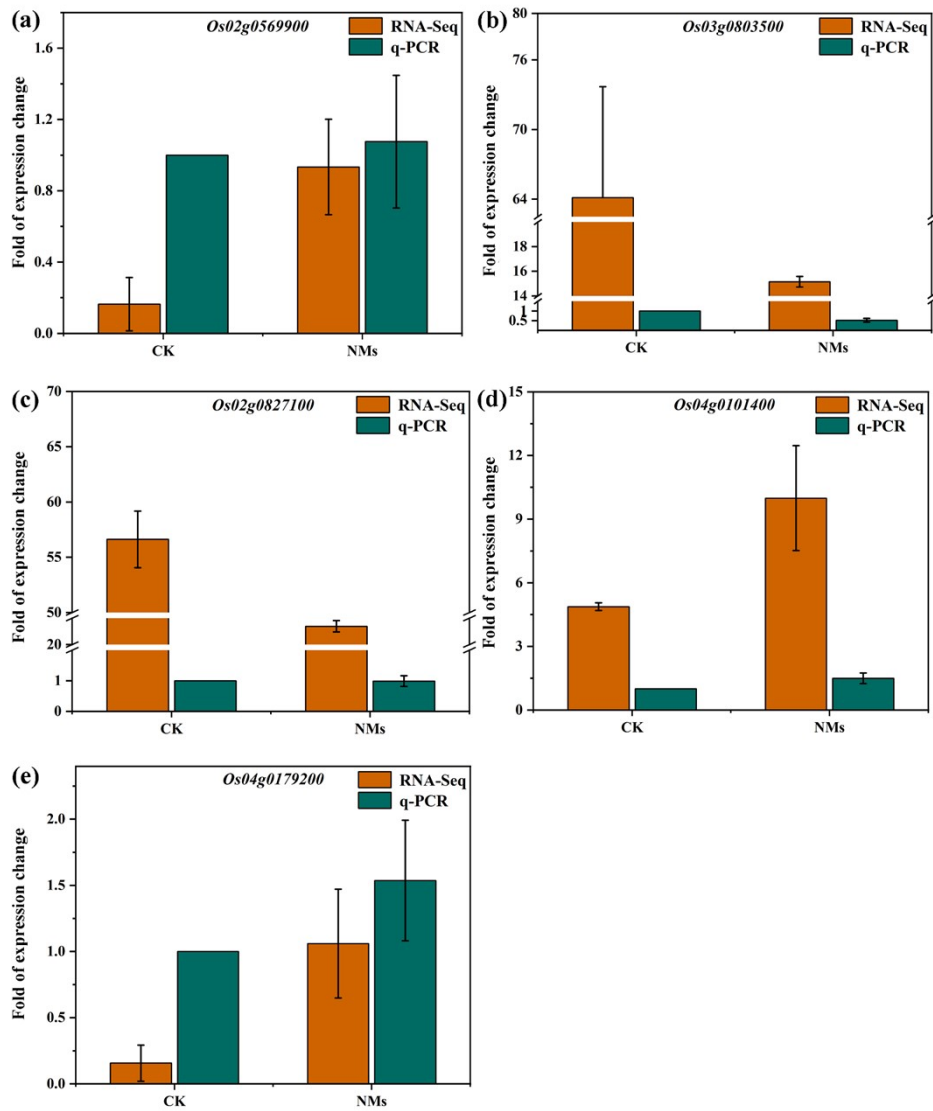 (a)
Os02g0569900
RNA-Seq
q-PCR
Fold of expression change
1.6
1.2
0.8
0.4
0.0
CK
NMs
(b)
Os03g0803500
RNA-Seq
q-PCR
Fold of expression change
80
76
70
64
18
16
14
1
0.5
CK
NMs
(c)
Os02g0827100
RNA-Seq
q-PCR
Fold of expression change
70
65
60
55
50
20
1
0
CK
NMs
(d)
Os04g0101400
RNA-Seq
q-PCR
Fold of expression change
15
12
9
6
3
0
CK
NMs
(e)
Os04g0179200
RNA-Seq
q-PCR
Fold of expression change
2.0
1.5
1.0
0.5
0.0
CK
NMs